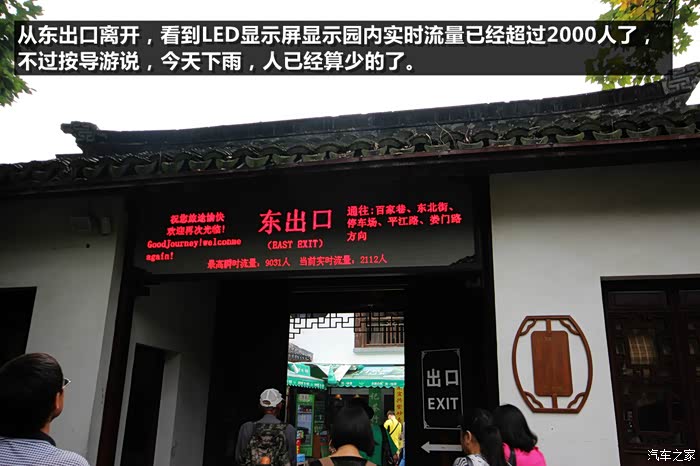 从东出口离开，看到LED显示屏显示园内实时流量已经超过2000人了，
不过按导游说，今天下雨，人已经算少的了。
祝您旅途愉快
欢迎再次光临!
GoodJourney!welcome
again!
东出口
(EAST EXIT)
通往:百家巷、东北街、
停车场、平江路、娄门路
方向
最高瞬时流量: 9031人 当前实时流量: 2112人
出口
EXIT
汽车之家